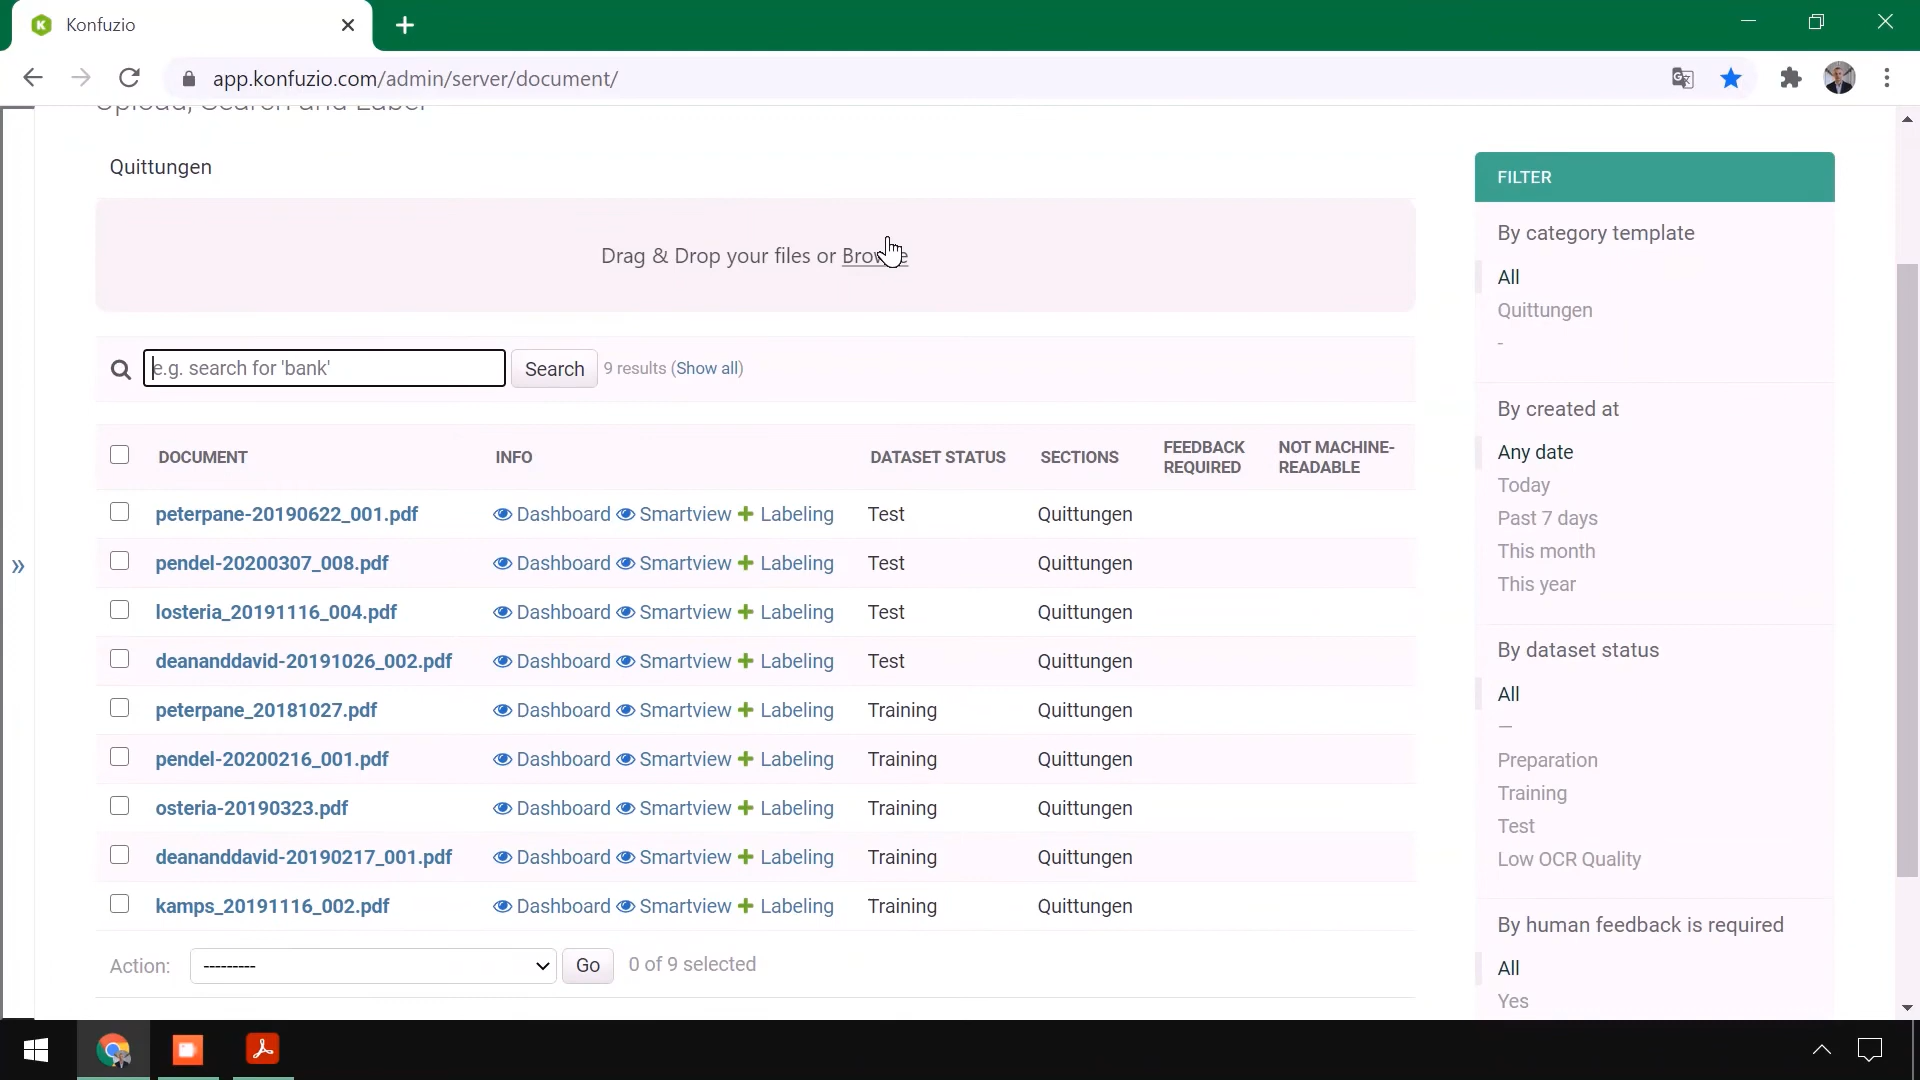 Konfuzio
app.konfuzio.com/admin/server/document/
Upload, Search and Label
Quittungen
Drag & Drop your files or Browse
e.g. search for 'bank'
Search
9 results (Show all)
DOCUMENT INFO DATASET STATUS SECTIONS FEEDBACK REQUIRED NOT MACHINE-READABLE
peterpane-20190622_001.pdf Dashboard Smartview Labeling Test Quittungen
pendel-20200307_008.pdf Dashboard Smartview Labeling Test Quittungen
losteria_20191116_004.pdf Dashboard Smartview Labeling Test Quittungen
deananddavid-20191026_002.pdf Dashboard Smartview Labeling Test Quittungen
peterpane_20181027.pdf Dashboard Smartview Labeling Training Quittungen
pendel-20200216_001.pdf Dashboard Smartview Labeling Training Quittungen
osteria-20190323.pdf Dashboard Smartview Labeling Training Quittungen
deananddavid-20190217_001.pdf Dashboard Smartview Labeling Training Quittungen
kamps_20191116_002.pdf Dashboard Smartview Labeling Training Quittungen
Action: --------- Go 0 of 9 selected
FILTER
By category template
All
Quittungen
-
By created at
Any date
Today
Past 7 days
This month
This year
By dataset status
All
—
Preparation
Training
Test
Low OCR Quality
By human feedback is required
All
Yes